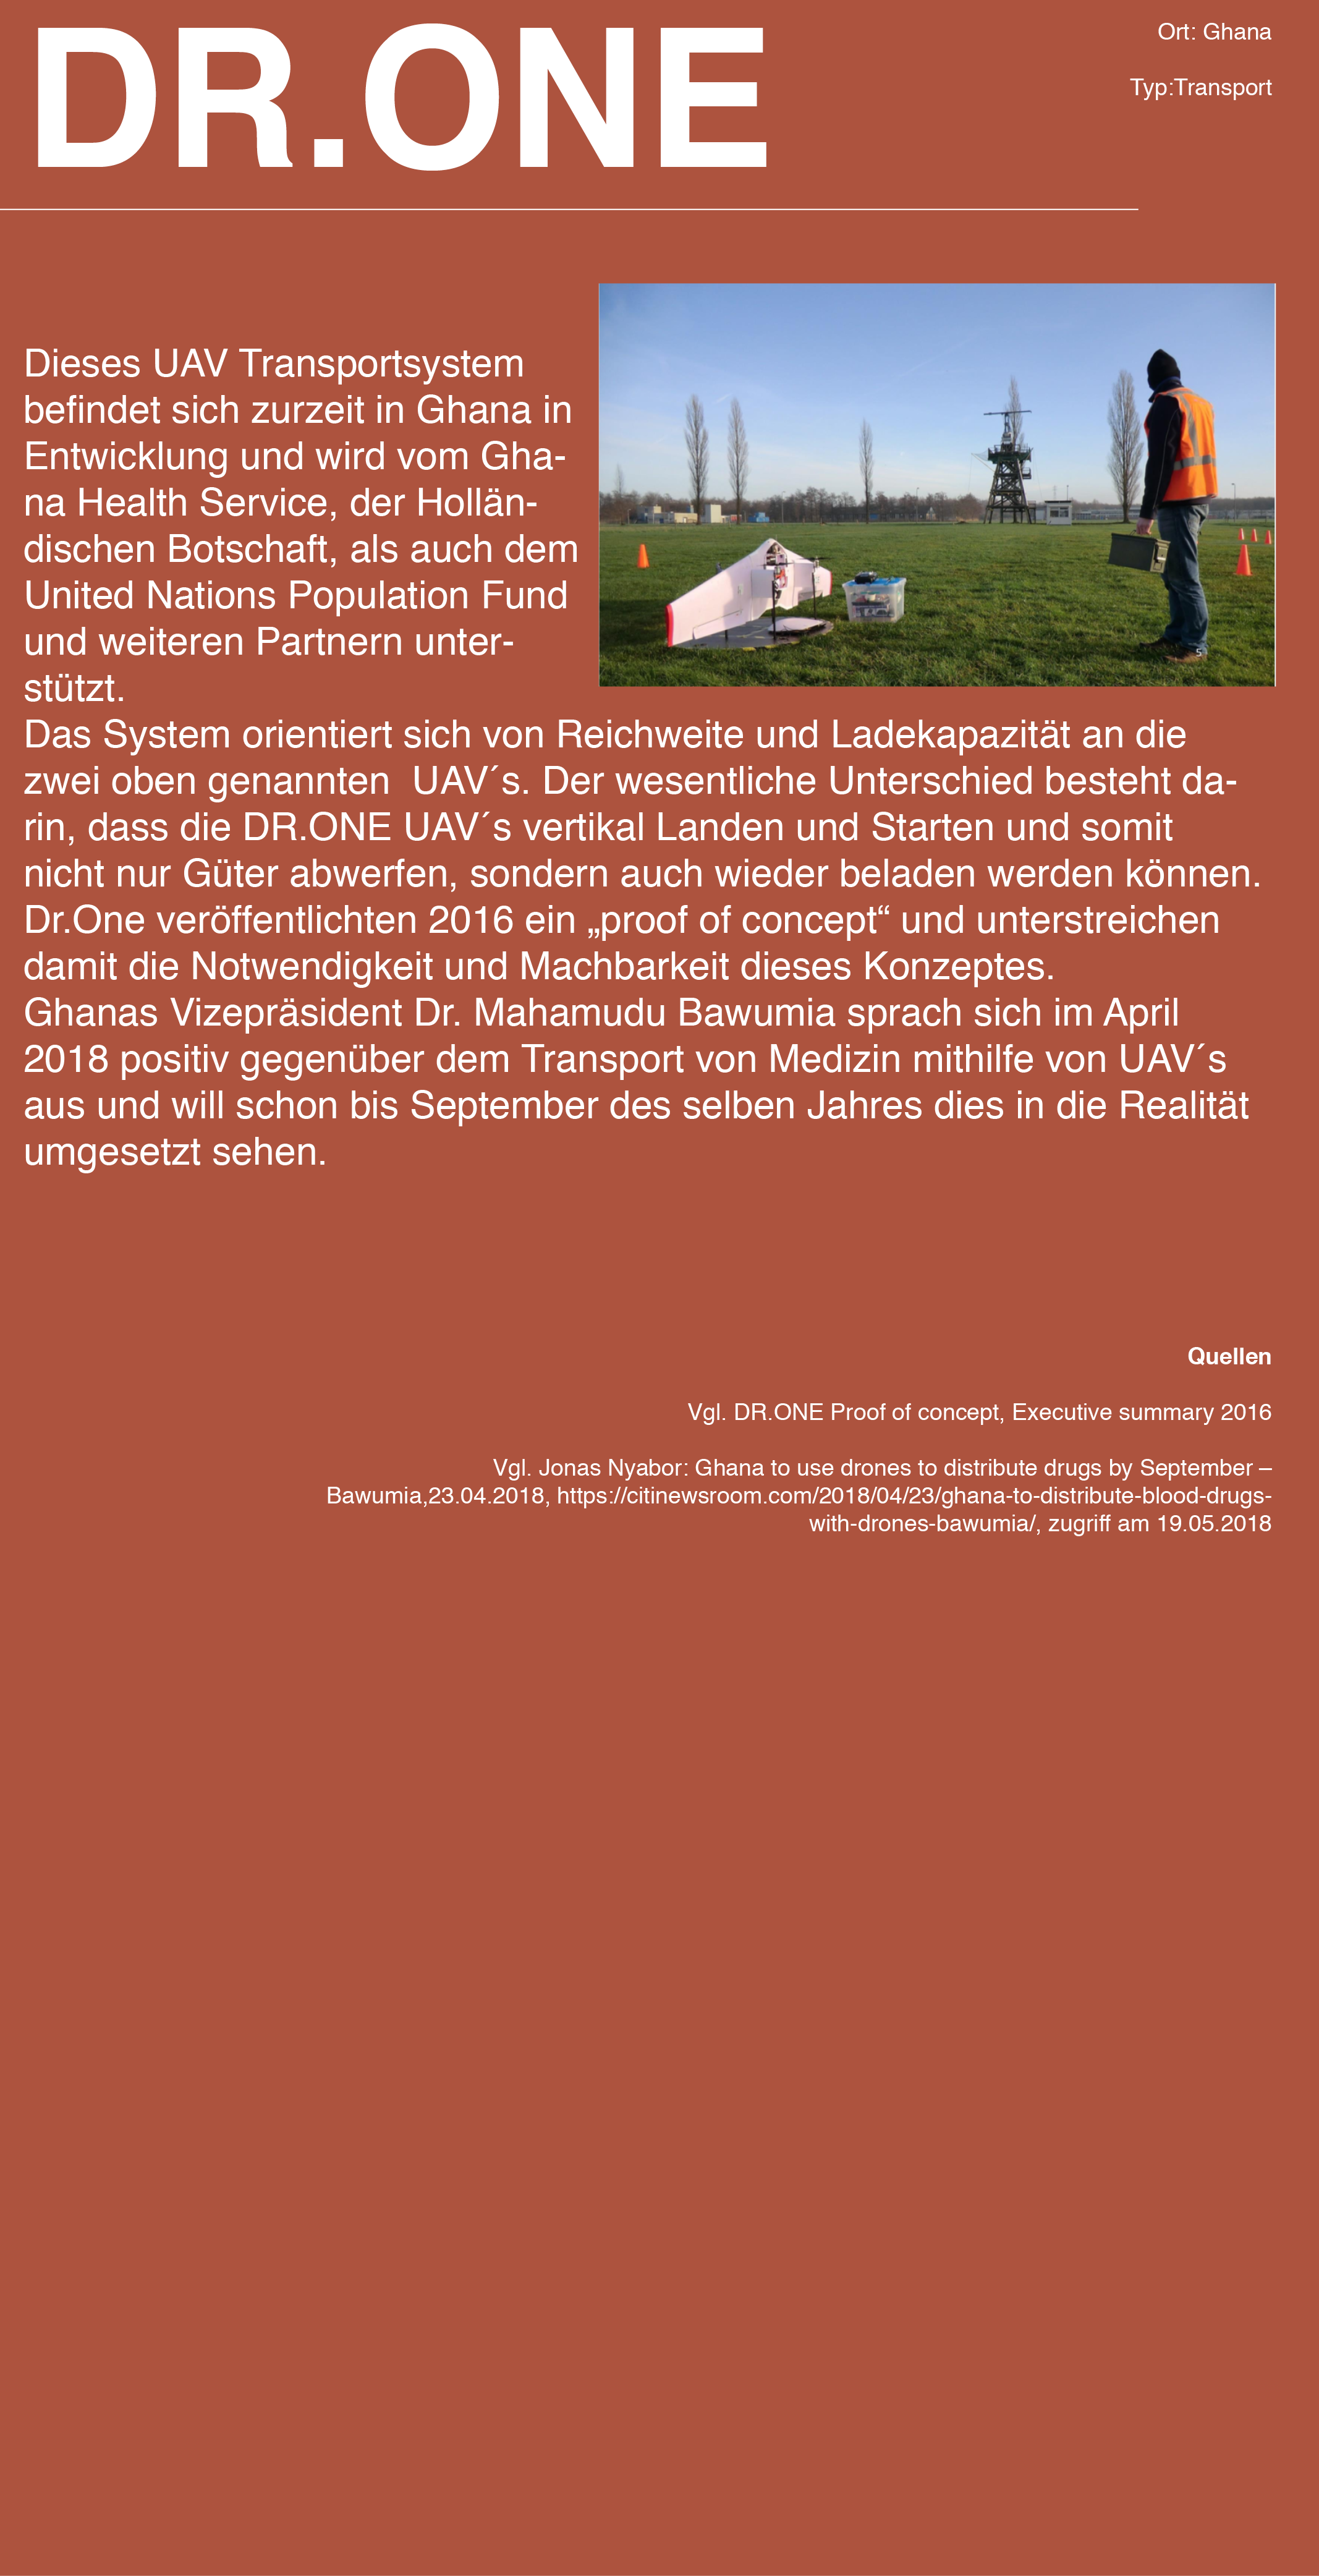 DR.ONE
Ort: Ghana
Typ:Transport
Dieses UAV Transportsystem
befindet sich zurzeit in Ghana in
Entwicklung und wird vom Gha-
na Health Service, der Hollän-
dischen Botschaft, als auch dem
United Nations Population Fund
und weiteren Partnern unter-
stützt.
Das System orientiert sich von Reichweite und Ladekapazität an die
zwei oben genannten  UAV´s. Der wesentliche Unterschied besteht da-
rin, dass die DR.ONE UAV´s vertikal Landen und Starten und somit
nicht nur Güter abwerfen, sondern auch wieder beladen werden können.
Dr.One veröffentlichten 2016 ein „proof of concept“ und unterstreichen
damit die Notwendigkeit und Machbarkeit dieses Konzeptes.
Ghanas Vizepräsident Dr. Mahamudu Bawumia sprach sich im April
2018 positiv gegenüber dem Transport von Medizin mithilfe von UAV´s
aus und will schon bis September des selben Jahres dies in die Realität
umgesetzt sehen.
Quellen
Vgl. DR.ONE Proof of concept, Executive summary 2016
Vgl. Jonas Nyabor: Ghana to use drones to distribute drugs by September –
Bawumia,23.04.2018, https://citinewsroom.com/2018/04/23/ghana-to-distribute-blood-drugs-
with-drones-bawumia/, zugriff am 19.05.2018